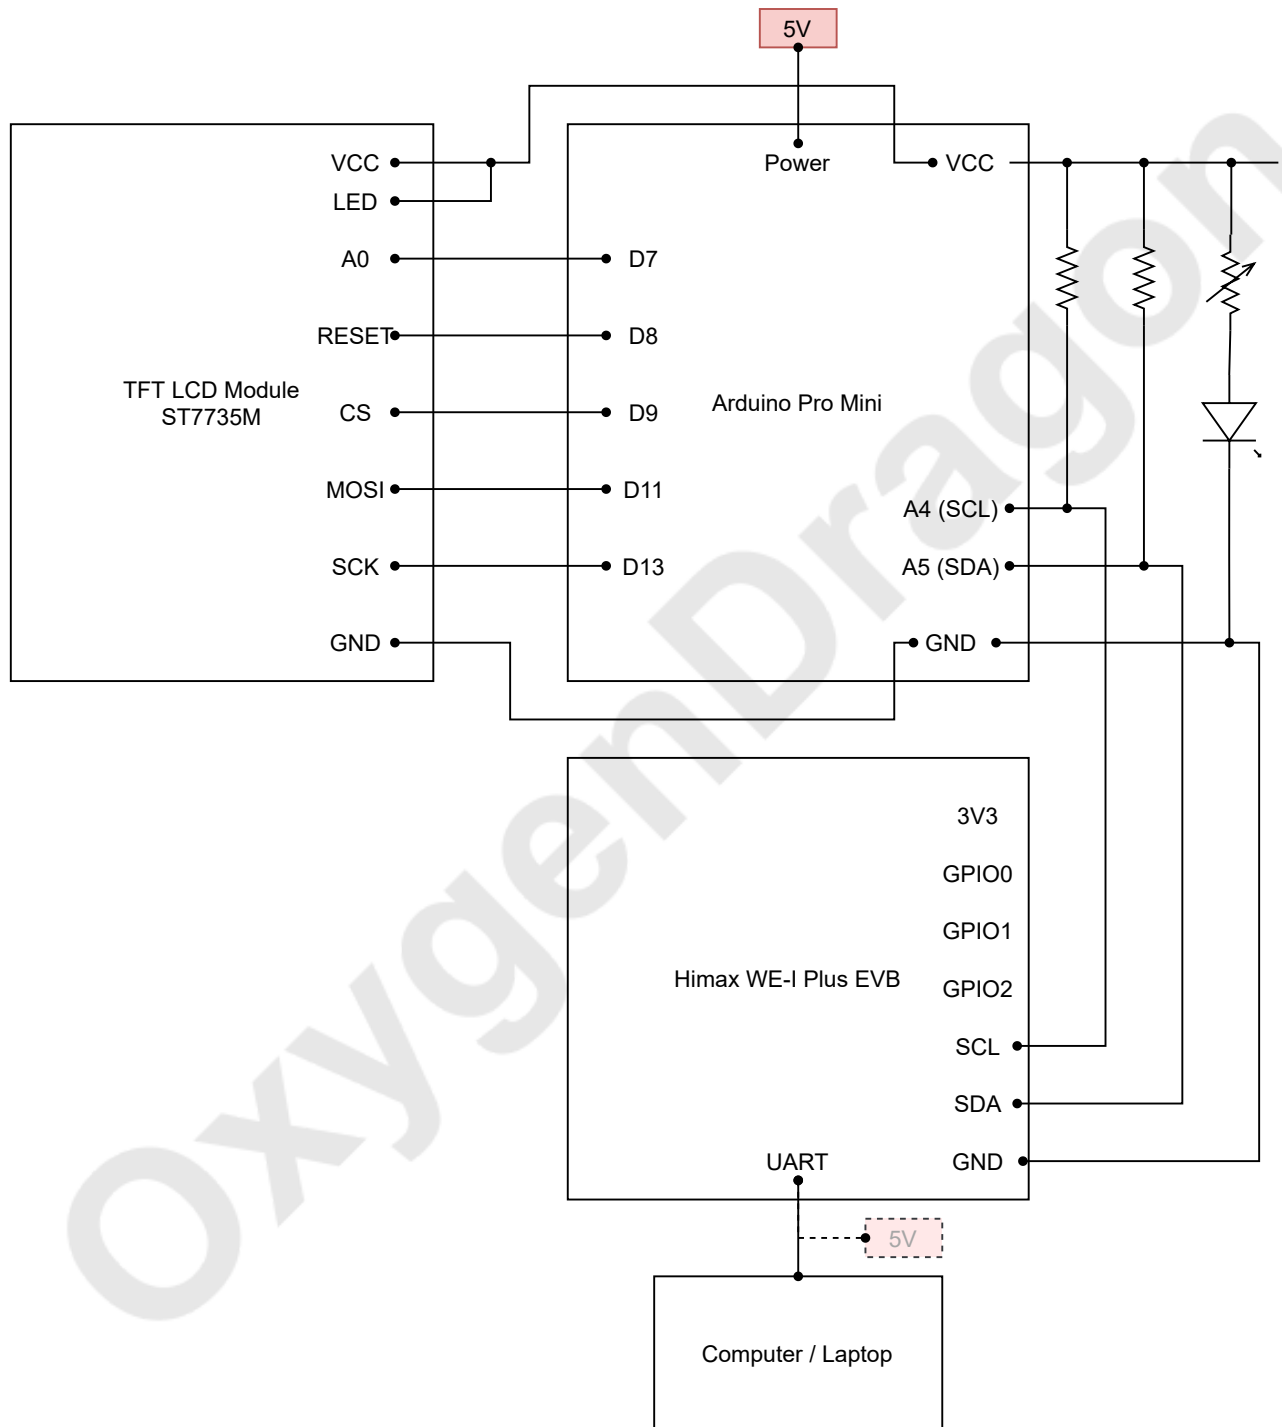 5V
VCC
LED
A0
RESET
CS
MOSI
SCK
GND
TFT LCD Module
ST7735M
Power
VCC
D7
D8
D9
D11
D13
Arduino Pro Mini
A4 (SCL)
A5 (SDA)
GND
3V3
GPIO0
GPIO1
GPIO2
SCL
SDA
GND
Himax WE-I Plus EVB
UART
5V
Computer / Laptop
OxygenDragon